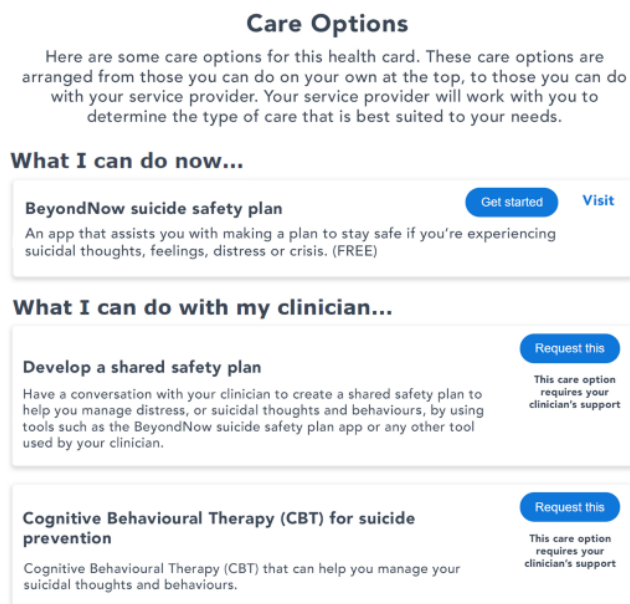 Care Options
Here are some care options for this health card. These care options are
arranged from those you can do on your own at the top, to those you can do
with your service provider. Your service provider will work with you to
determine the type of care that is best suited to your needs.
What I can do now...
Get started
Visit
BeyondNow suicide safety plan
An app that assists you with making a plan to stay safe if you're experiencing
suicidal thoughts, feelings, distress or crisis. (FREE)
What I can do with my clinician...
Request this
Develop a shared safety plan
This care option
requires your
clinician's support
Have a conversation with your clinician to create a shared safety plan to
help you manage distress, or suicidal thoughts and behaviours, by using
tools such as the BeyondNow suicide safety plan app or any other tool
used by your clinician.
Request this
Cognitive Behavioural Therapy (CBT) for suicide
prevention
This care option
requires your
clinician's support
Cognitive Behavioural Therapy (CBT) that can help you manage your
suicidal thoughts and behaviours.